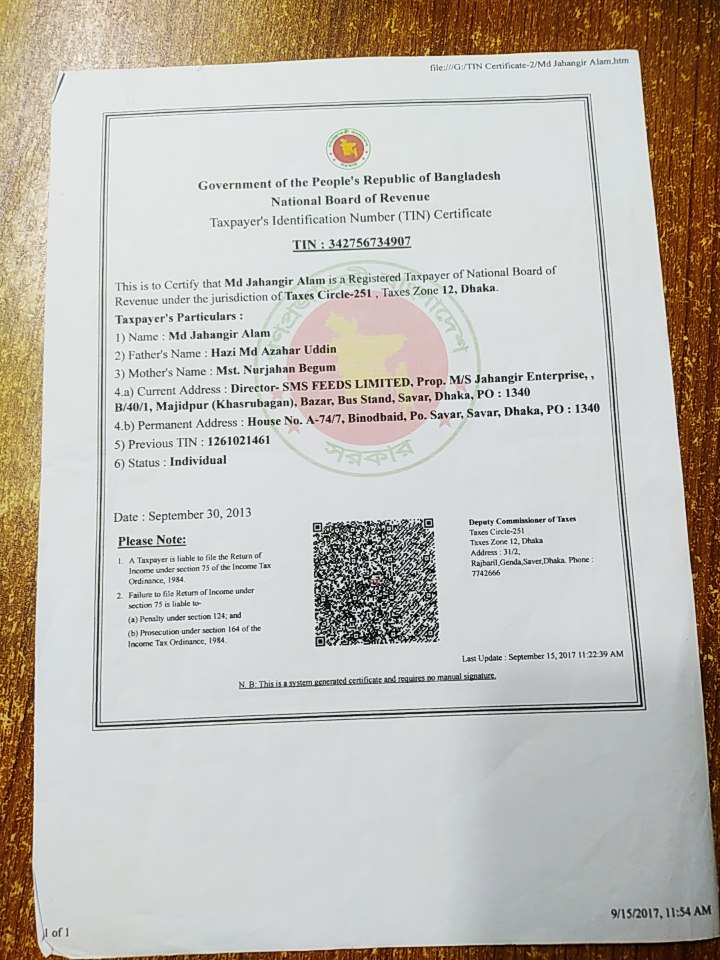 file:///G:/TIN Certificate-2/Md Jahangir Alam.htm
Government of the People's Republic of Bangladesh
National Board of Revenue
Taxpayer's Identification Number (TIN) Certificate
TIN : 342756734907
This is to Certify that Md Jahangir Alam is a Registered Taxpayer of National Board of
Revenue under the jurisdiction of Taxes Circle-251 , Taxes Zone 12, Dhaka.
Taxpayer's Particulars :
1) Name : Md Jahangir Alam
2) Father's Name : Hazi Md Azahar Uddin
3) Mother's Name : Mst. Nurjahan Begum
4.a) Current Address : Director- SMS FEEDS LIMITED, Prop. M/S Jahangir Enterprise, ,
B/40/1, Majidpur (Khasrubagan), Bazar, Bus Stand, Savar, Dhaka, PO : 1340
4.b) Permanent Address : House No. A-74/7, Binodbaid, Po. Savar, Savar, Dhaka, PO : 1340
5) Previous TIN : 1261021461
6) Status : Individual
সরকার
Date : September 30, 2013
Please Note:
1. A Taxpayer is liable to file the Return of
Income under section 75 of the Income Tax
Ordinance, 1984.
2. Failure to file Return of Income under
section 75 is liable to-
(a) Penalty under section 124; and
(b) Prosecution under section 164 of the
Income Tax Ordinance, 1984.
Deputy Commissioner of Taxes
Taxes Circle-251
Taxes Zone 12, Dhaka
Address : 31/2,
Rajbaril,Genda,Saver,Dhaka. Phone :
7742666
Last Update : September 15, 2017 11:22:39 AM
N. B: This is a system generated certificate and requires no manual signature.
1 of 1
9/15/2017, 11:54 AM